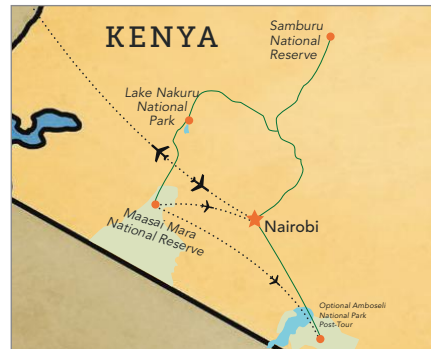 KENYA
Samburu
National
Reserve
Lake Nakuru
National
Park
Maasai Mara
National Reserve
Nairobi
Optional Amboseli
National Park
Post-Tour